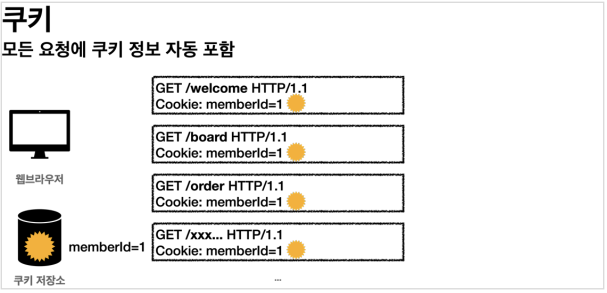 쿠키
모든 요청에 쿠키 정보 자동 포함
GET /welcome HTTP/1.1
Cookie: memberId=1
GET /board HTTP/1.1
Cookie: memberId=1
웹브라우저
GET /order HTTP/1.1
Cookie: memberId=1
GET /xxx... HTTP/1.1
Cookie: memberId=1
memberId=1
쿠키 저장소
...